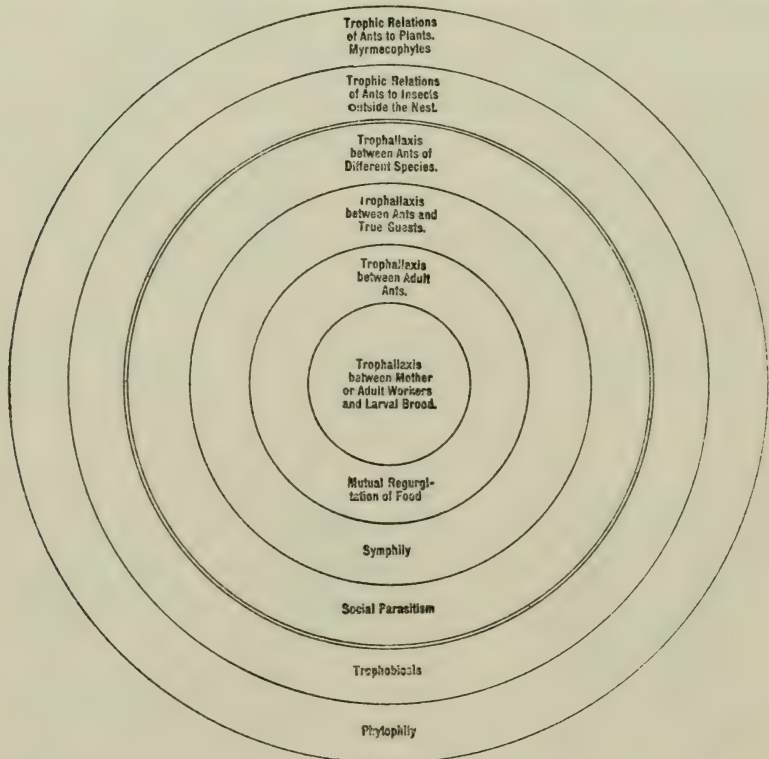 Trophic Relations
of Ants to Plants.
Myrmecophytes
Trophic Relations
of Ants to Insects
outside the Nest.
Trophallaxis
between Ants of
Different Species.
Trophallaxis
between Ants and
True Guests.
Trophallaxis
between Adult
Ants.
Trophallaxis
between Mother
or Adult Workers
and Larval Brood.
Mutual Regurgi-
tation of Food
Symphily
Social Parasitism
Trophobiosis
Phytophily